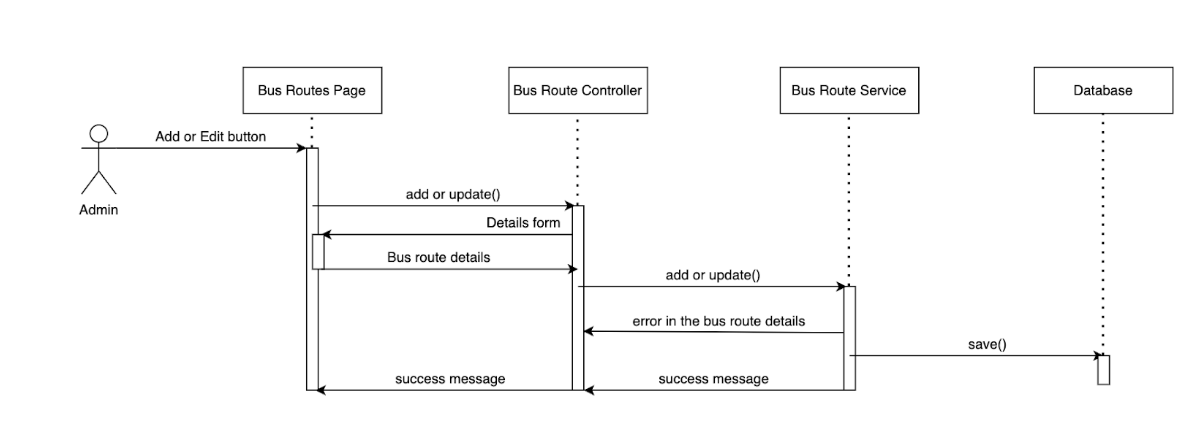 Bus Routes Page
Bus Route Controller
Bus Route Service
Database
Add or Edit button
Admin
add or update()
Details form
Bus route details
add or update()
error in the bus route details
save()
success message
success message